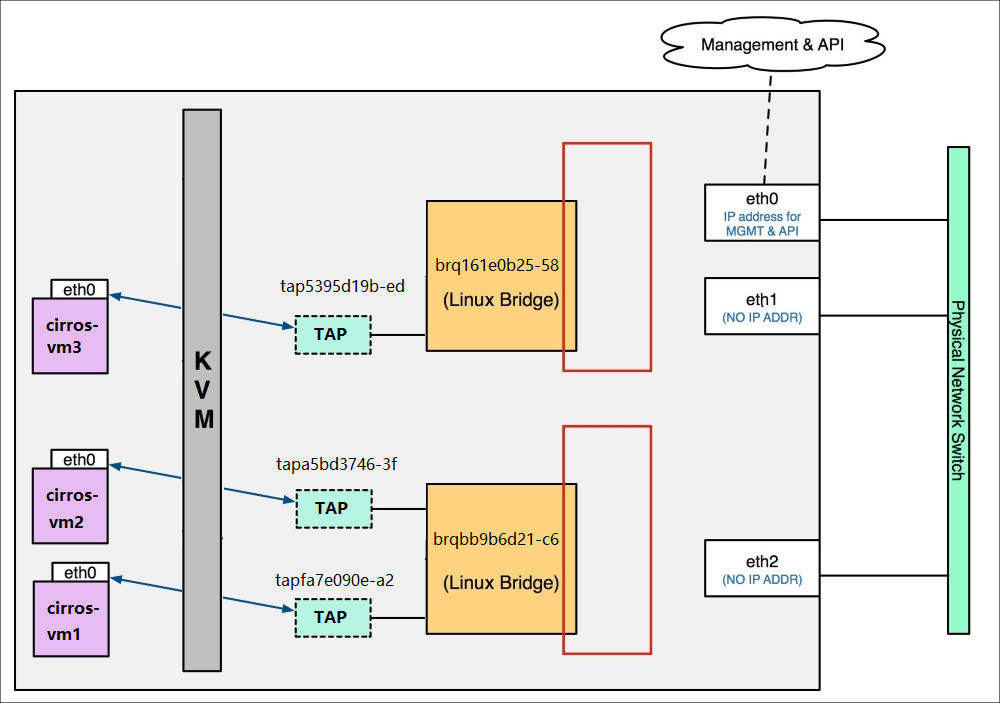 Management & API
eth0
IP address for
MGMT & API
eth1
(NO IP ADDR)
eth2
(NO IP ADDR)
Physical Network Switch
K
V
M
eth0
cirros-
vm3
tap5395d19b-ed
TAP
brq161e0b25-58
(Linux Bridge)
eth0
cirros-
vm2
tapa5bd3746-3f
TAP
brqbb9b6d21-c6
(Linux Bridge)
eth0
cirros-
vm1
tapfa7e090e-a2
TAP